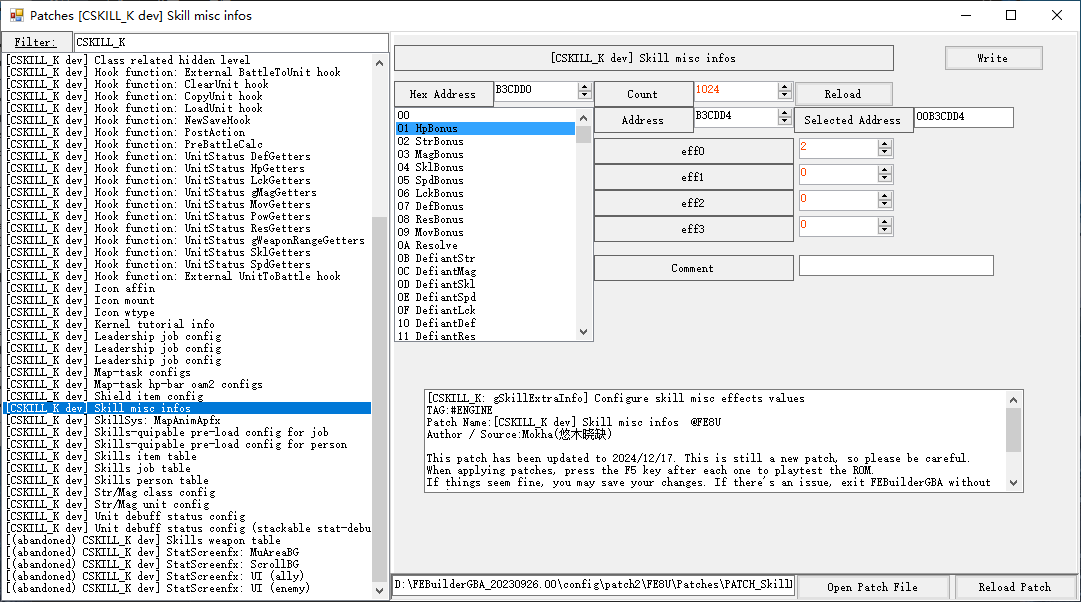 Patches [CSKILL_K dev] Skill misc infos
Filter:
CSKILL_K
[CSKILL_K dev] Class related hidden level
[CSKILL_K dev] Hook function: External BattleToUnit hook
[CSKILL_K dev] Hook function: ClearUnit hook
[CSKILL_K dev] Hook function: CopyUnit hook
[CSKILL_K dev] Hook function: LoadUnit hook
[CSKILL_K dev] Hook function: NewSaveHook
[CSKILL_K dev] Hook function: PostAction
[CSKILL_K dev] Hook function: PreBattleCalc
[CSKILL_K dev] Hook function: UnitStatus DefGetters
[CSKILL_K dev] Hook function: UnitStatus HpGetters
[CSKILL_K dev] Hook function: UnitStatus LckGetters
[CSKILL_K dev] Hook function: UnitStatus gMagGetters
[CSKILL_K dev] Hook function: UnitStatus MovGetters
[CSKILL_K dev] Hook function: UnitStatus PowGetters
[CSKILL_K dev] Hook function: UnitStatus ResGetters
[CSKILL_K dev] Hook function: UnitStatus gWeaponRangeGetters
[CSKILL_K dev] Hook function: UnitStatus SklGetters
[CSKILL_K dev] Hook function: UnitStatus SpdGetters
[CSKILL_K dev] Hook function: External UnitToBattle hook
[CSKILL_K dev] Icon affin
[CSKILL_K dev] Icon mount
[CSKILL_K dev] Icon wtype
[CSKILL_K dev] Kernel tutorial info
[CSKILL_K dev] Leadership job config
[CSKILL_K dev] Leadership job config
[CSKILL_K dev] Leadership job config
[CSKILL_K dev] Map-task configs
[CSKILL_K dev] Map-task hp-bar oam2 configs
[CSKILL_K dev] Shield item config
[CSKILL_K dev] Skill misc infos
[CSKILL_K dev] SkillSys: MapAnimApfx
[CSKILL_K dev] Skills-quipable pre-load config for job
[CSKILL_K dev] Skills-quipable pre-load config for person
[CSKILL_K dev] Skills item table
[CSKILL_K dev] Skills job table
[CSKILL_K dev] Skills person table
[CSKILL_K dev] Str/Mag class config
[CSKILL_K dev] Str/Mag unit config
[CSKILL_K dev] Unit debuff status config
[CSKILL_K dev] Unit debuff status config (stackable stat-debu
[(abandoned) CSKILL_K dev] Skills weapon table
[(abandoned) CSKILL_K dev] StatScreenfx: MuAreaBG
[(abandoned) CSKILL_K dev] StatScreenfx: ScrollBG
[(abandoned) CSKILL_K dev] StatScreenfx: UI (ally)
[(abandoned) CSKILL_K dev] StatScreenfx: UI (enemy)
[CSKILL_K dev] Skill misc infos
Write
Hex Address
B3CDD0
Count
1024
Reload
Address
B3CDD4
Selected Address
00B3CDD4
00
01 HpBonus
02 StrBonus
03 MagBonus
04 SklBonus
05 SpdBonus
06 LckBonus
07 DefBonus
08 ResBonus
09 MovBonus
0A Resolve
0B DefiantStr
0C DefiantMag
0D DefiantSkl
0E DefiantSpd
0F DefiantLck
10 DefiantDef
11 DefiantRes
eff0
2
eff1
0
eff2
0
eff3
0
Comment
[CSKILL_K: gSkillExtraInfo] Configure skill misc effects values
TAG:#ENGINE
Patch Name:[CSKILL_K dev] Skill misc infos @FE8U
Author / Source:Mokha(悠木晓缺)
This patch has been updated to 2024/12/17. This is still a new patch, so please be careful.
When applying patches, press the F5 key after each one to playtest the ROM.
If things seem fine, you may save your changes. If there's an issue, exit FEBuilderGBA without
D:\FEBuilderGBA_20230926.00\config\patch2\FE8U\Patches\PATCH_Skill
Open Patch File
Reload Patch